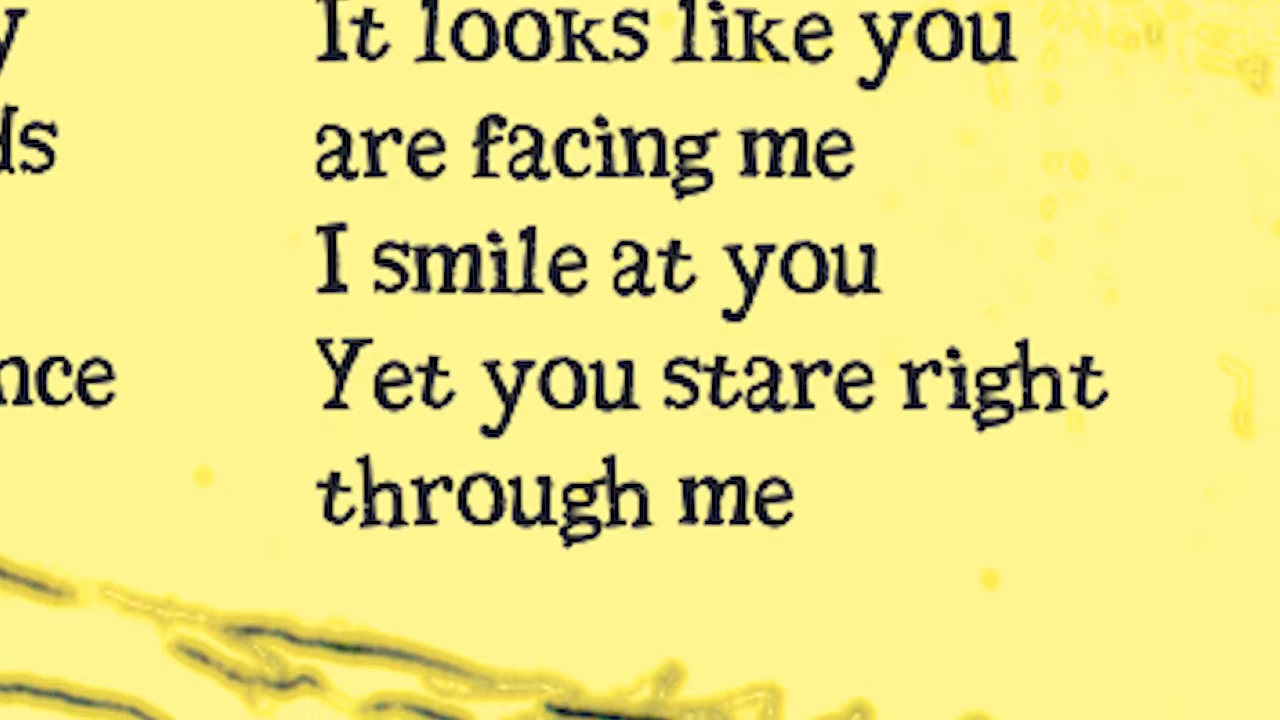 It looks like you
are facing me
I smile at you
Yet you stare right
through me